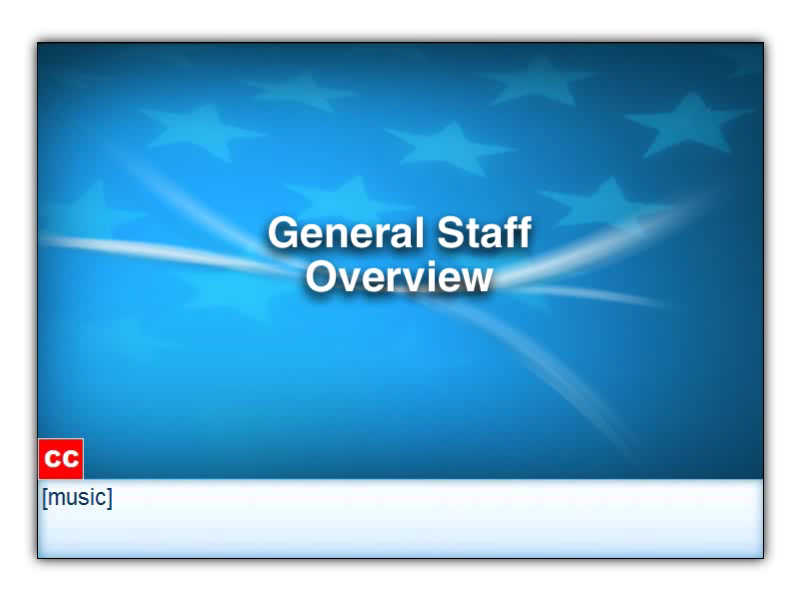 General Staff
Overview
CC
[music]